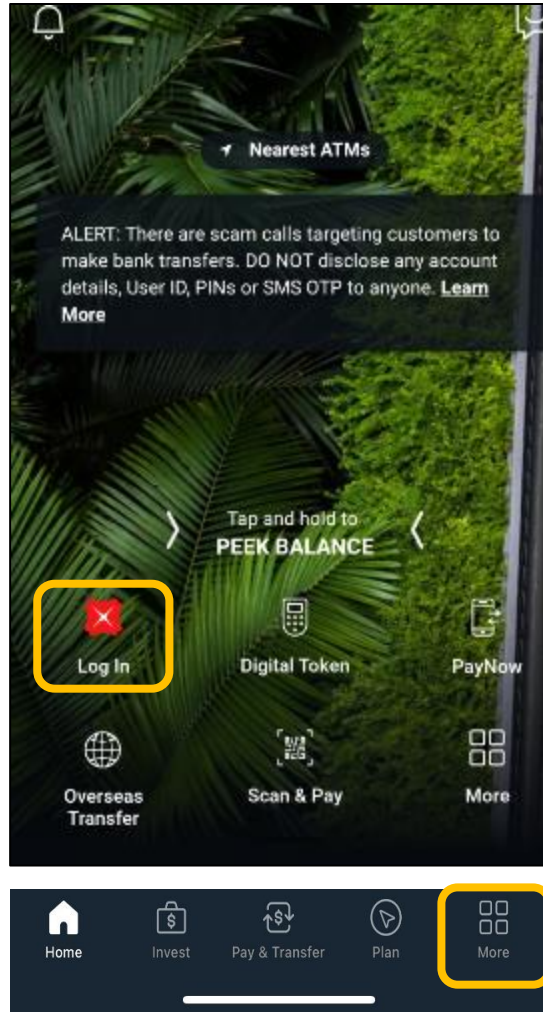 Nearest ATMs
ALERT: There are scam calls targeting customers to
make bank transfers. DO NOT disclose any account
details, User ID, PINs or SMS OTP to anyone. Learn
More
Tap and hold to
PEEK BALANCE
Log In
Digital Token
PayNow
Overseas
Transfer
Scan & Pay
More
Home
Invest
Pay & Transfer
Plan
More